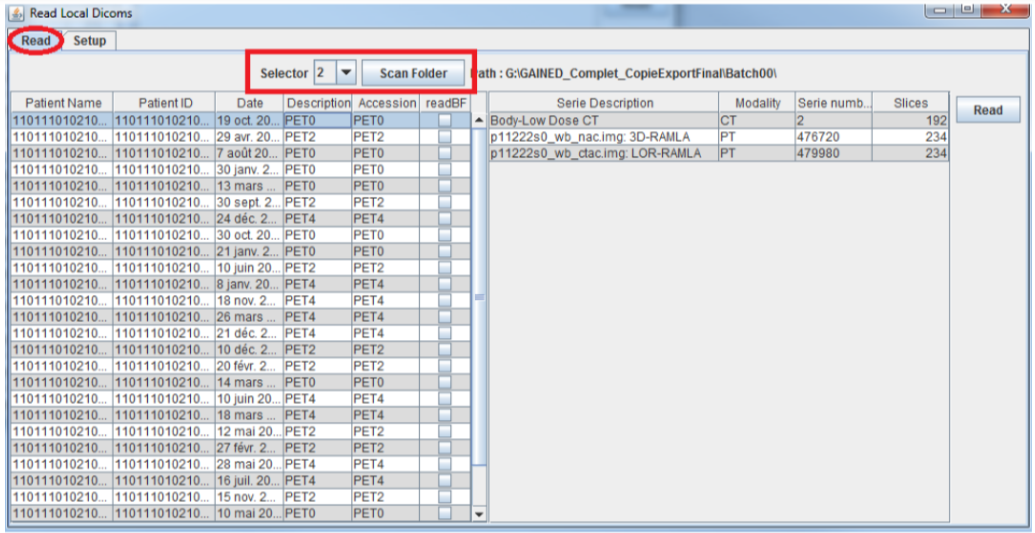 Read Local Dicoms
Read Setup
Selector 2 Scan Folder Path : G:\GAINED_Complet_CopieExportFinal\Batch00\
Patient Name Patient ID Date Description Accession readBF Serie Description Modality Serie numb... Slices Read
110111010210... 110111010210... 19 oct. 20... PET0 PET0 Body-Low Dose CT CT 2 192
110111010210... 110111010210... 29 avr. 20... PET2 PET2 p11222s0_wb_nac.img: 3D-RAMLA PT 476720 234
110111010210... 110111010210... 7 août 20... PET0 PET0 p11222s0_wb_ctac.img: LOR-RAMLA PT 479980 234
110111010210... 110111010210... 30 janv. 2... PET0 PET0
110111010210... 110111010210... 13 mars ... PET0 PET0
110111010210... 110111010210... 30 sept. 2... PET2 PET2
110111010210... 110111010210... 24 déc. 2... PET4 PET4
110111010210... 110111010210... 30 oct. 20... PET0 PET0
110111010210... 110111010210... 21 janv. 2... PET0 PET0
110111010210... 110111010210... 10 juin 20... PET2 PET2
110111010210... 110111010210... 8 janv. 20... PET4 PET4
110111010210... 110111010210... 18 nov. 2... PET4 PET4
110111010210... 110111010210... 26 mars ... PET4 PET4
110111010210... 110111010210... 21 déc. 2... PET4 PET4
110111010210... 110111010210... 10 déc. 2... PET2 PET2
110111010210... 110111010210... 20 févr. 2... PET2 PET2
110111010210... 110111010210... 14 mars ... PET0 PET0
110111010210... 110111010210... 10 juin 20... PET4 PET4
110111010210... 110111010210... 18 mars ... PET4 PET4
110111010210... 110111010210... 12 mai 20... PET2 PET2
110111010210... 110111010210... 27 févr. 2... PET2 PET2
110111010210... 110111010210... 28 mai 20... PET4 PET4
110111010210... 110111010210... 16 juil. 20... PET4 PET4
110111010210... 110111010210... 15 nov. 2... PET2 PET2
110111010210... 110111010210... 10 mai 20... PET0 PET0